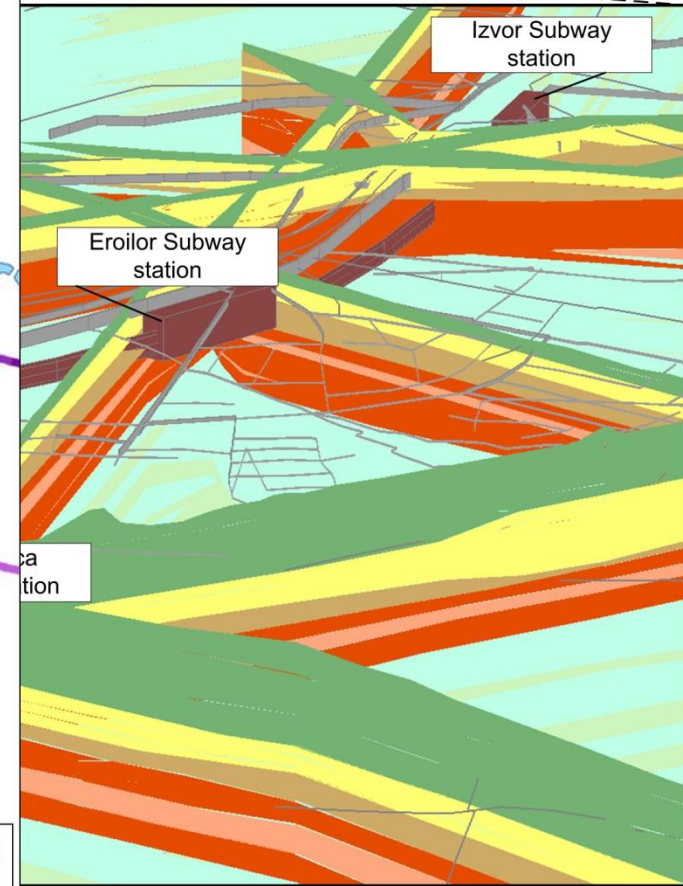 Izvor Subway
station
Eroilor Subway
station
ca
tion